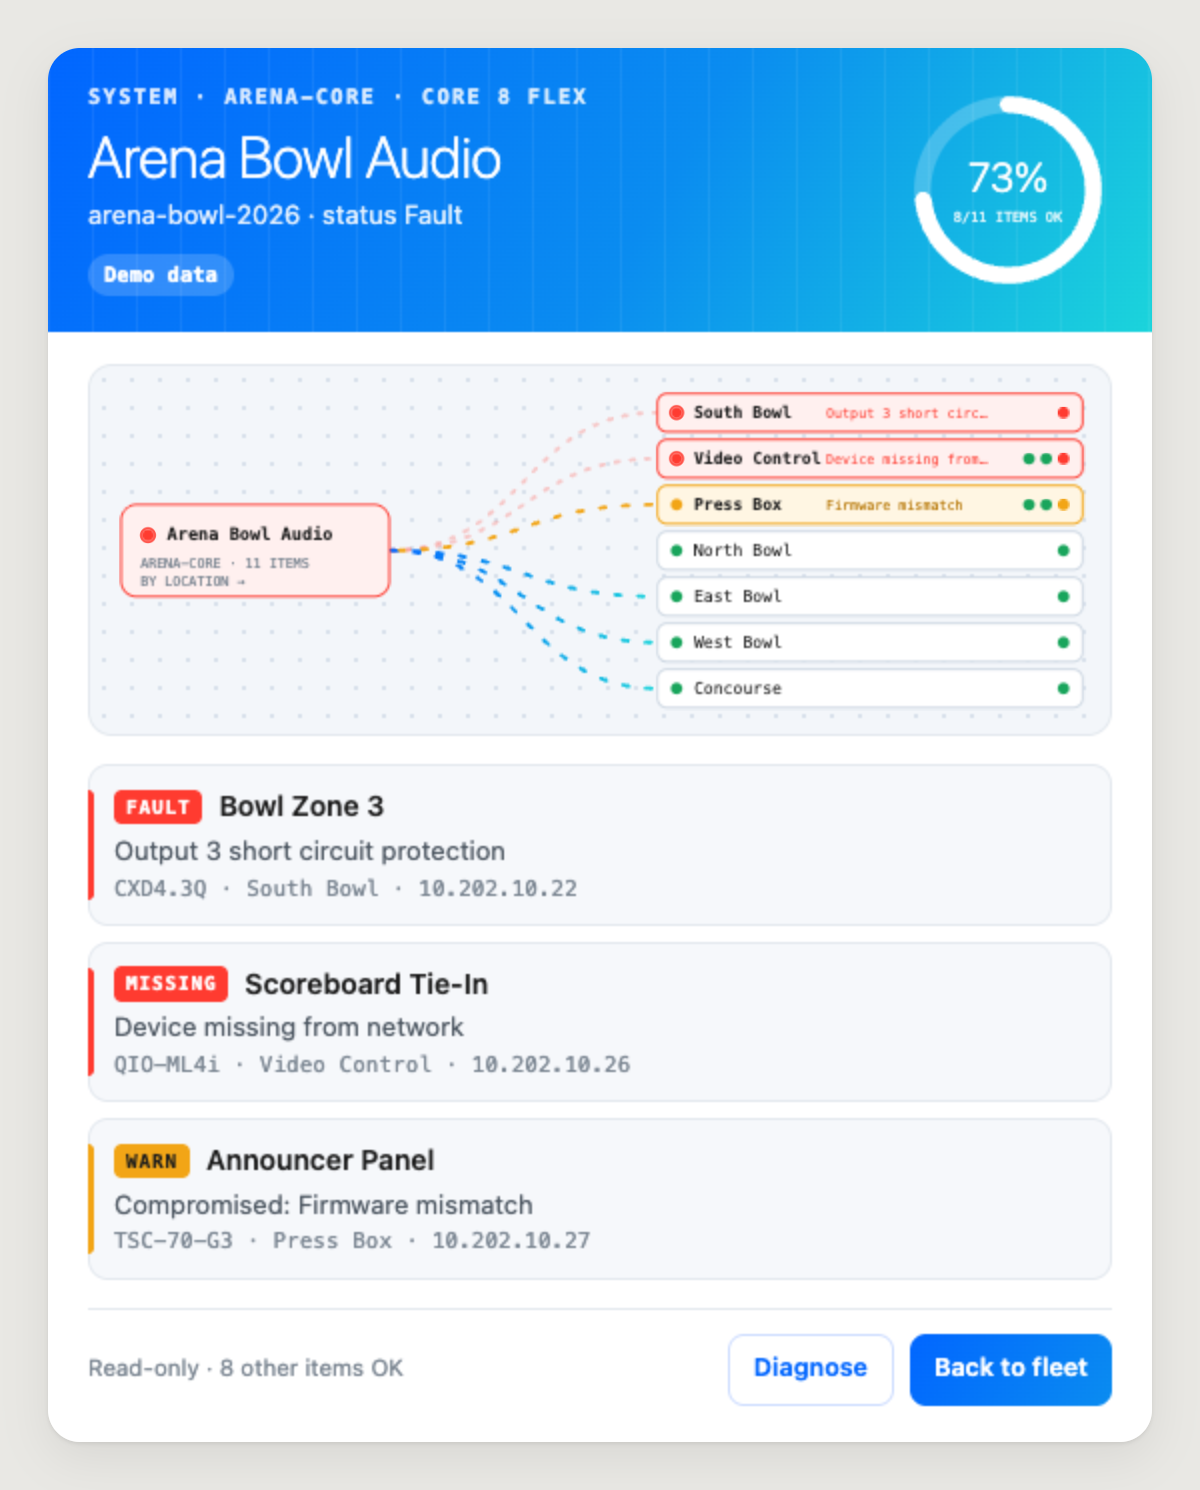 SYSTEM · ARENA-CORE · CORE 8 FLEX
Arena Bowl Audio
arena-bowl-2026 · status Fault
Demo data
73%
8/11 ITEMS OK
Arena Bowl Audio
ARENA-CORE · 11 ITEMS
BY LOCATION →
South Bowl Output 3 short circ…
Video Control Device missing from…
Press Box Firmware mismatch
North Bowl
East Bowl
West Bowl
Concourse
FAULT Bowl Zone 3
Output 3 short circuit protection
CXD4.3Q · South Bowl · 10.202.10.22
MISSING Scoreboard Tie-In
Device missing from network
QIO-ML4i · Video Control · 10.202.10.26
WARN Announcer Panel
Compromised: Firmware mismatch
TSC-70-G3 · Press Box · 10.202.10.27
Read-only · 8 other items OK
Diagnose
Back to fleet